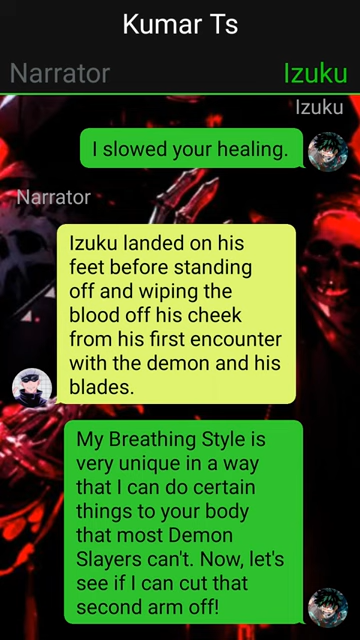 Kumar Ts
Narrator
Izuku
Izuku
I slowed your healing.
Narrator
Izuku landed on his
feet before standing
off and wiping the
blood off his cheek
from his first encounter
with the demon and his
blades.
My Breathing Style is
very unique in a way
that I can do certain
things to your body
that most Demon
Slayers can't. Now, let's
see if I can cut that
second arm off!